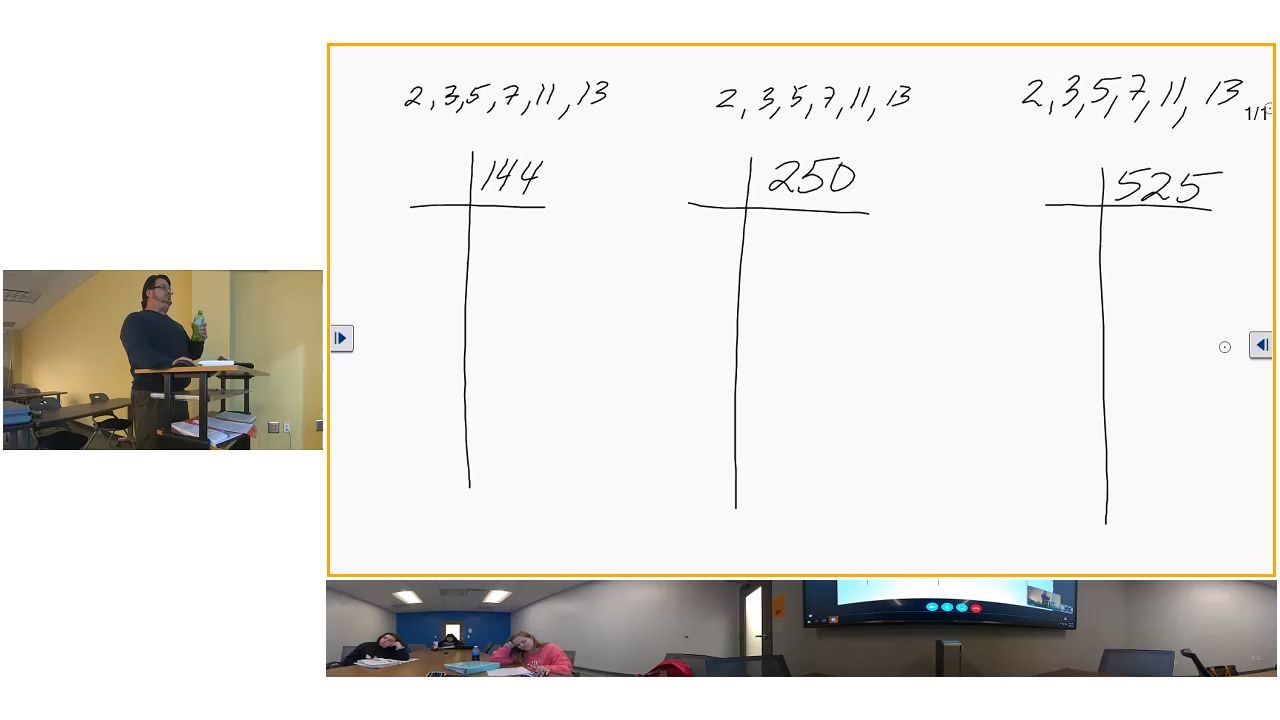 2, 3, 5, 7, 11, 13
144
2, 3, 5, 7, 11, 13
250
2, 3, 5, 7, 11, 13
1/1
525